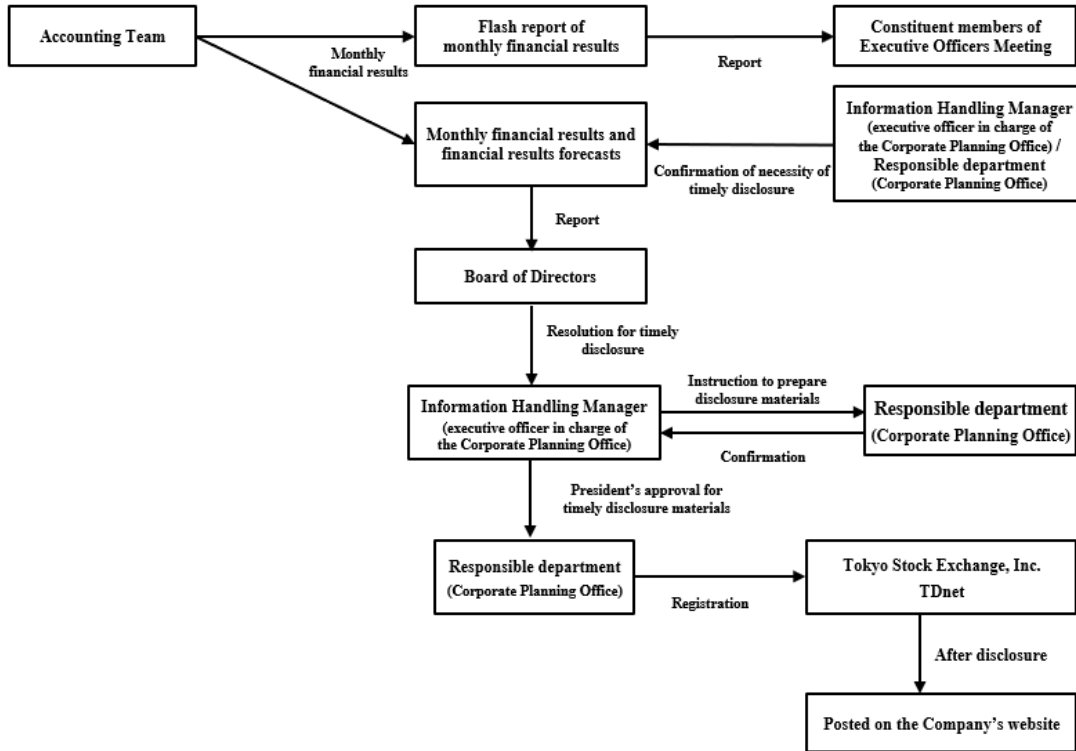 Accounting Team
Monthly
financial results
Flash report of
monthly financial results
Report
Constituent members of
Executive Officers Meeting
Monthly financial results and
financial results forecasts
Confirmation of necessity of
timely disclosure
Information Handling Manager
(executive officer in charge of
the Corporate Planning Office) /
Responsible department
(Corporate Planning Office)
Report
Board of Directors
Resolution for timely
disclosure
Information Handling Manager
(executive officer in charge of
the Corporate Planning Office)
Instruction to prepare
disclosure materials
Confirmation
Responsible department
(Corporate Planning Office)
President's approval for
timely disclosure materials
Responsible department
(Corporate Planning Office)
Registration
Tokyo Stock Exchange, Inc.
TDnet
After disclosure
Posted on the Company's website